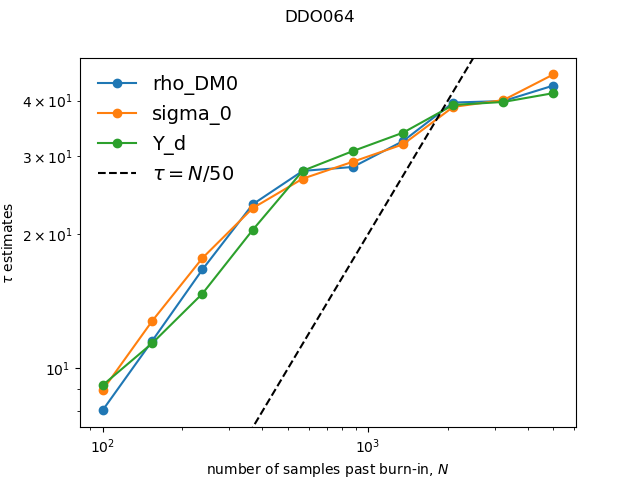 DDO064
rho_DM0
sigma_0
Y_d
τ = N/50
4 × 10¹
3 × 10¹
2 × 10¹
10¹
τ estimates
10²
10³
number of samples past burn-in, N